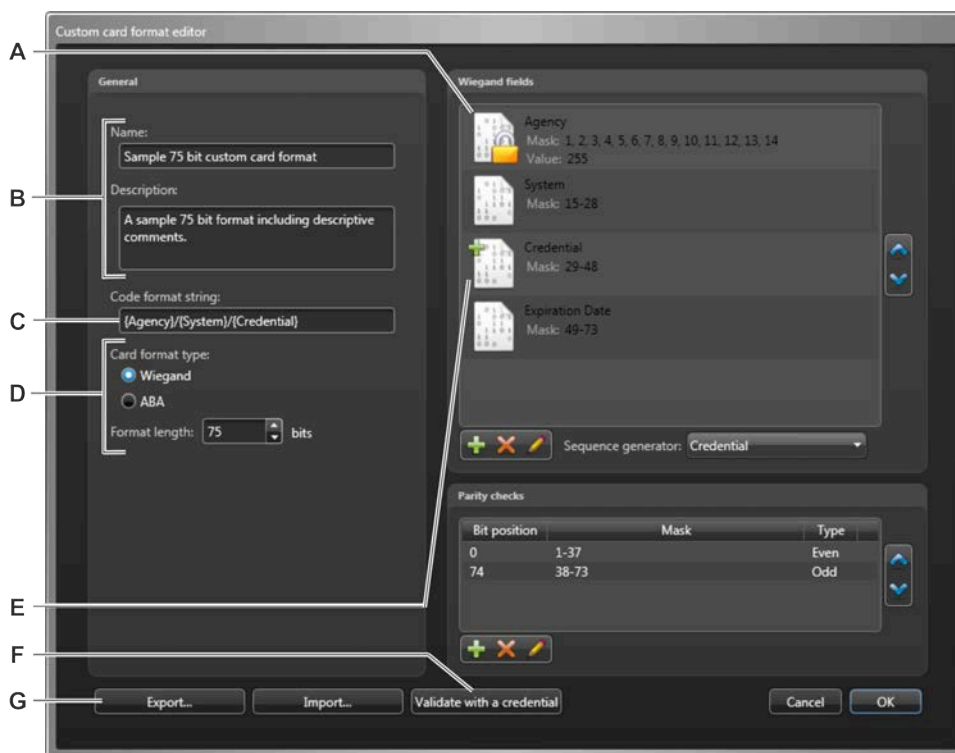 Custom card format editor
A
General
Wiegand fields
Agency
Mask: 1, 2, 3, 4, 5, 6, 7, 8, 9, 10, 11, 12, 13, 14
Value: 255
Name:
Sample 75 bit custom card format
System
Mask: 15-28
B
Description:
A sample 75 bit format including descriptive
comments.
Credential
Mask: 29-48
Code format string:
C
{Agency}/{System}/{Credential}
Expiration Date
Mask: 49-73
Card format type:
Wiegand
D
ABA
Format length: 75 bits
Sequence generator: Credential
Parity checks
Bit position Mask Type
0 1-37 Even
74 38-73 Odd
E
F
G
Export... Import... Validate with a credential Cancel OK